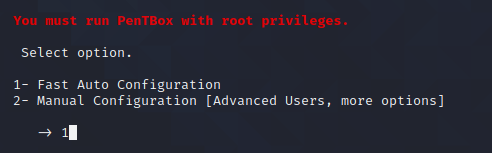 You must run PenTBox with root privileges.
Select option.
1- Fast Auto Configuration
2- Manual Configuration [Advanced Users, more options]
→ 1